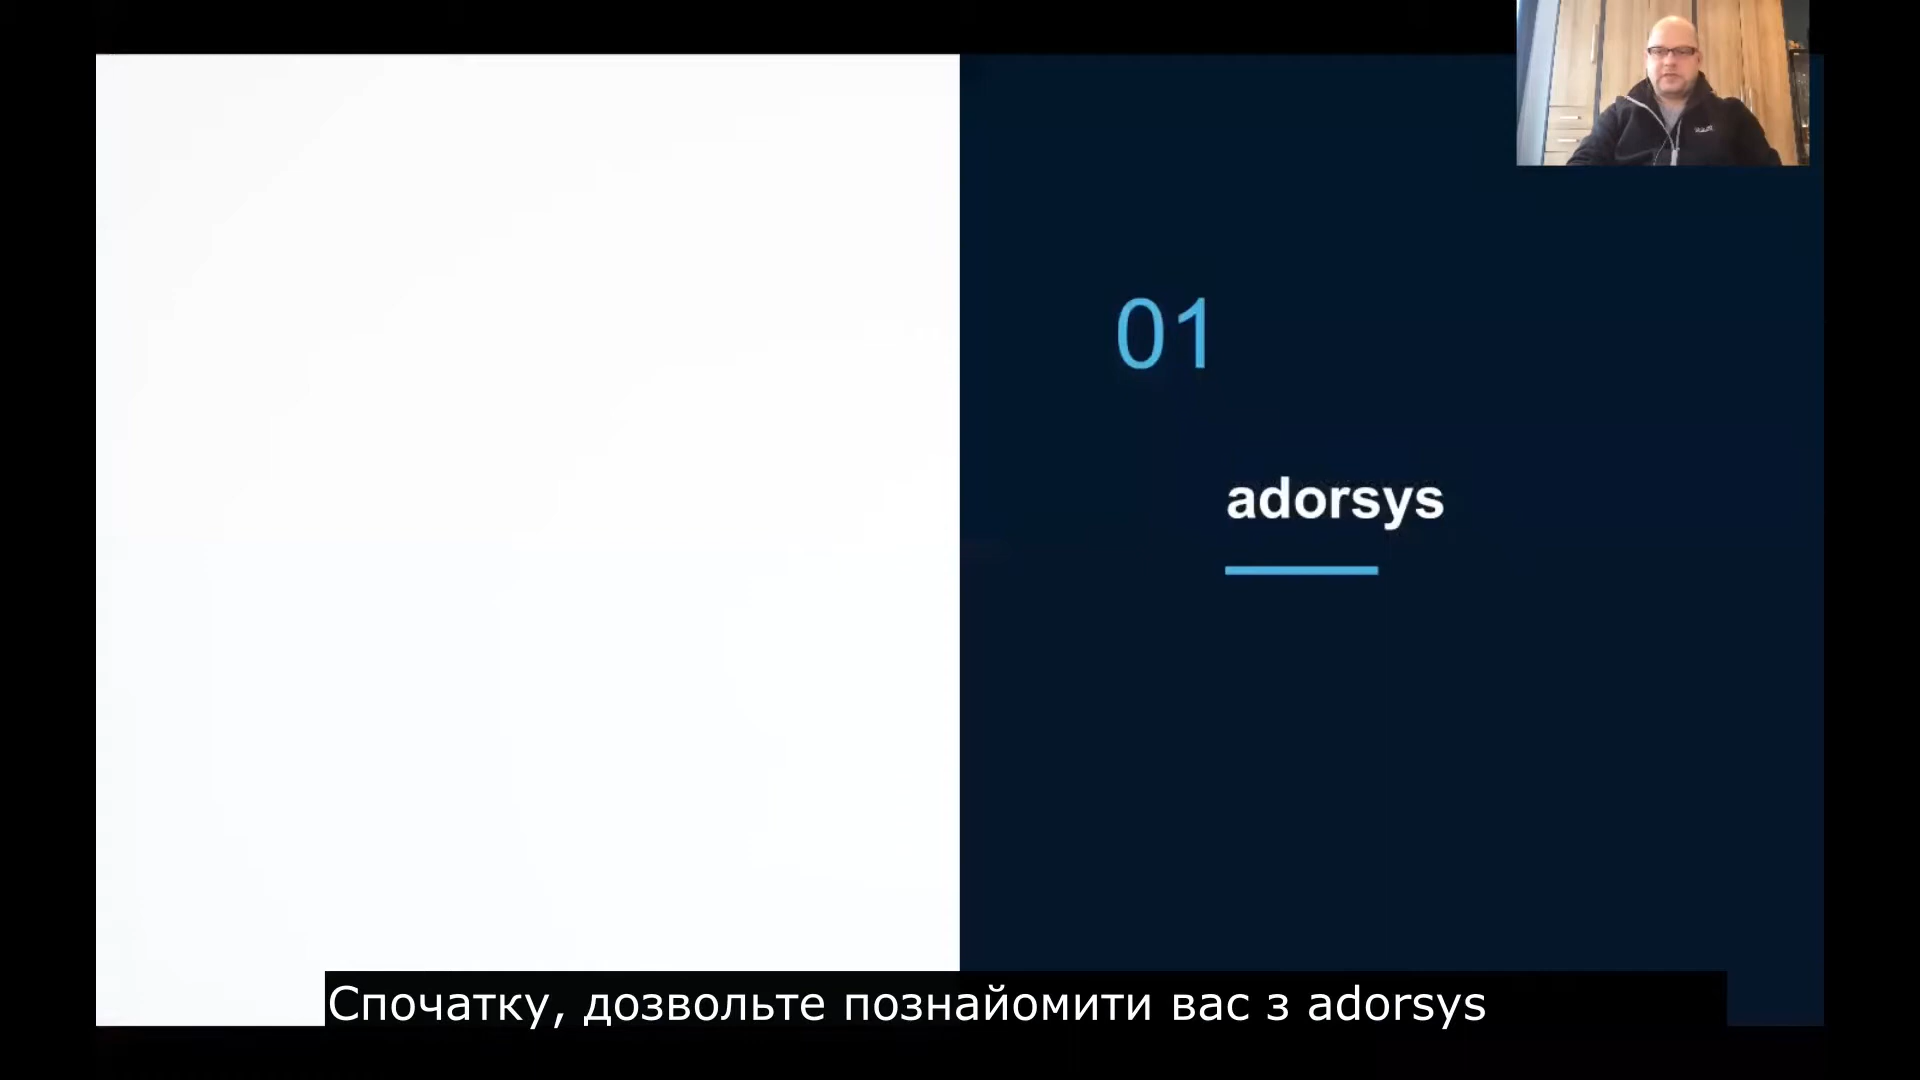 01
adorsys
Спочатку, дозвольте познайомити вас з adorsys